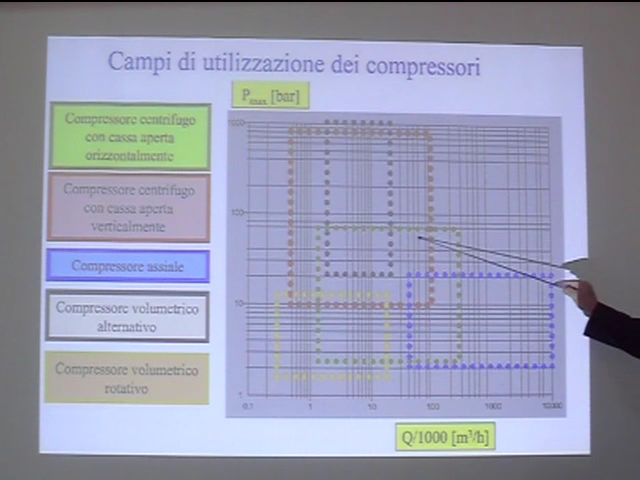 Campi di utilizzazione dei compressori
P max [bar]
Compressore centrifugo
con cassa aperta
orizzontalmente
Compressore centrifugo
con cassa aperta
verticalmente
Compressore assiale
Compressore volumetrico
alternativo
Compressore volumetrico
rotativo
1000
100
10
1
0.1 1 10 100 1000 10000
Q/1000 [m³/h]